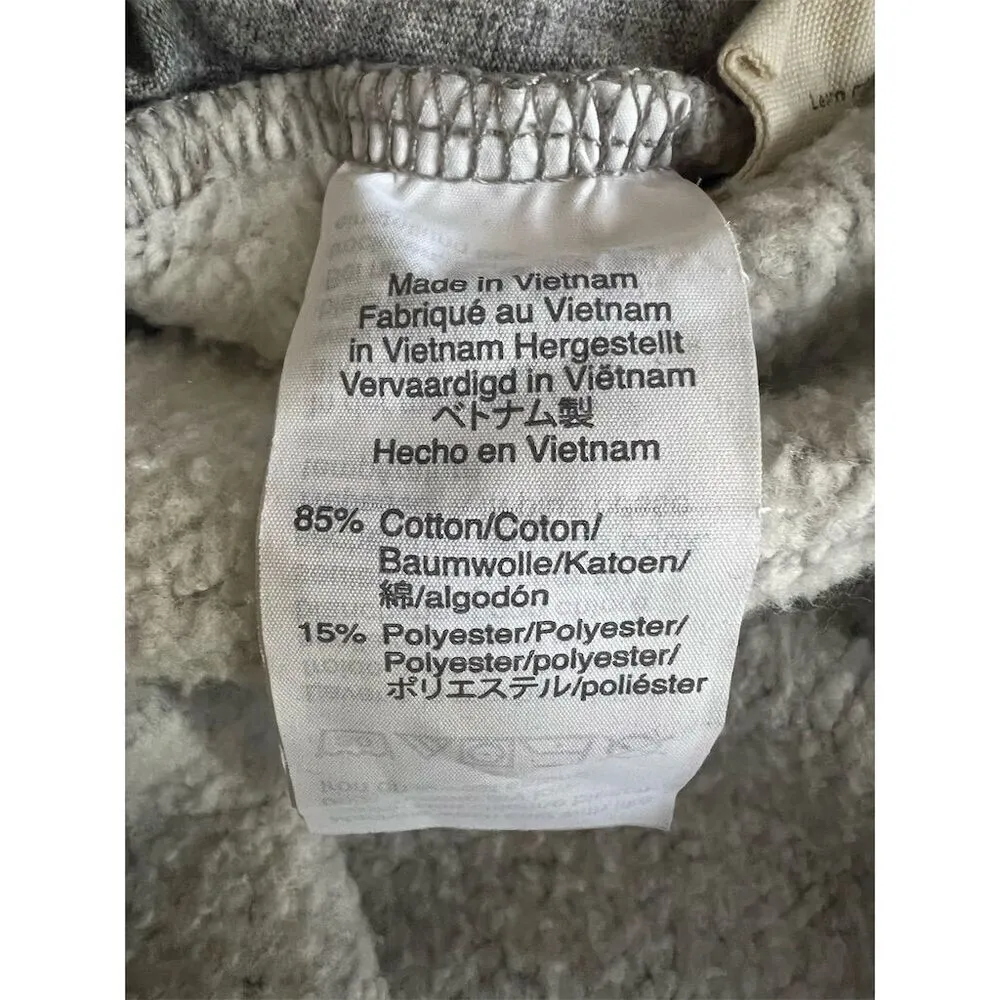 Made in Vietnam
Fabriqué au Vietnam
in Vietnam Hergestellt
Vervaardigd in Viëtnam
ベトナム製
Hecho en Vietnam
85% Cotton/Coton/
Baumwolle/Katoen/
綿/algodón
15% Polyester/Polyester/
Polyester/polyester/
ポリエステル/poliéster